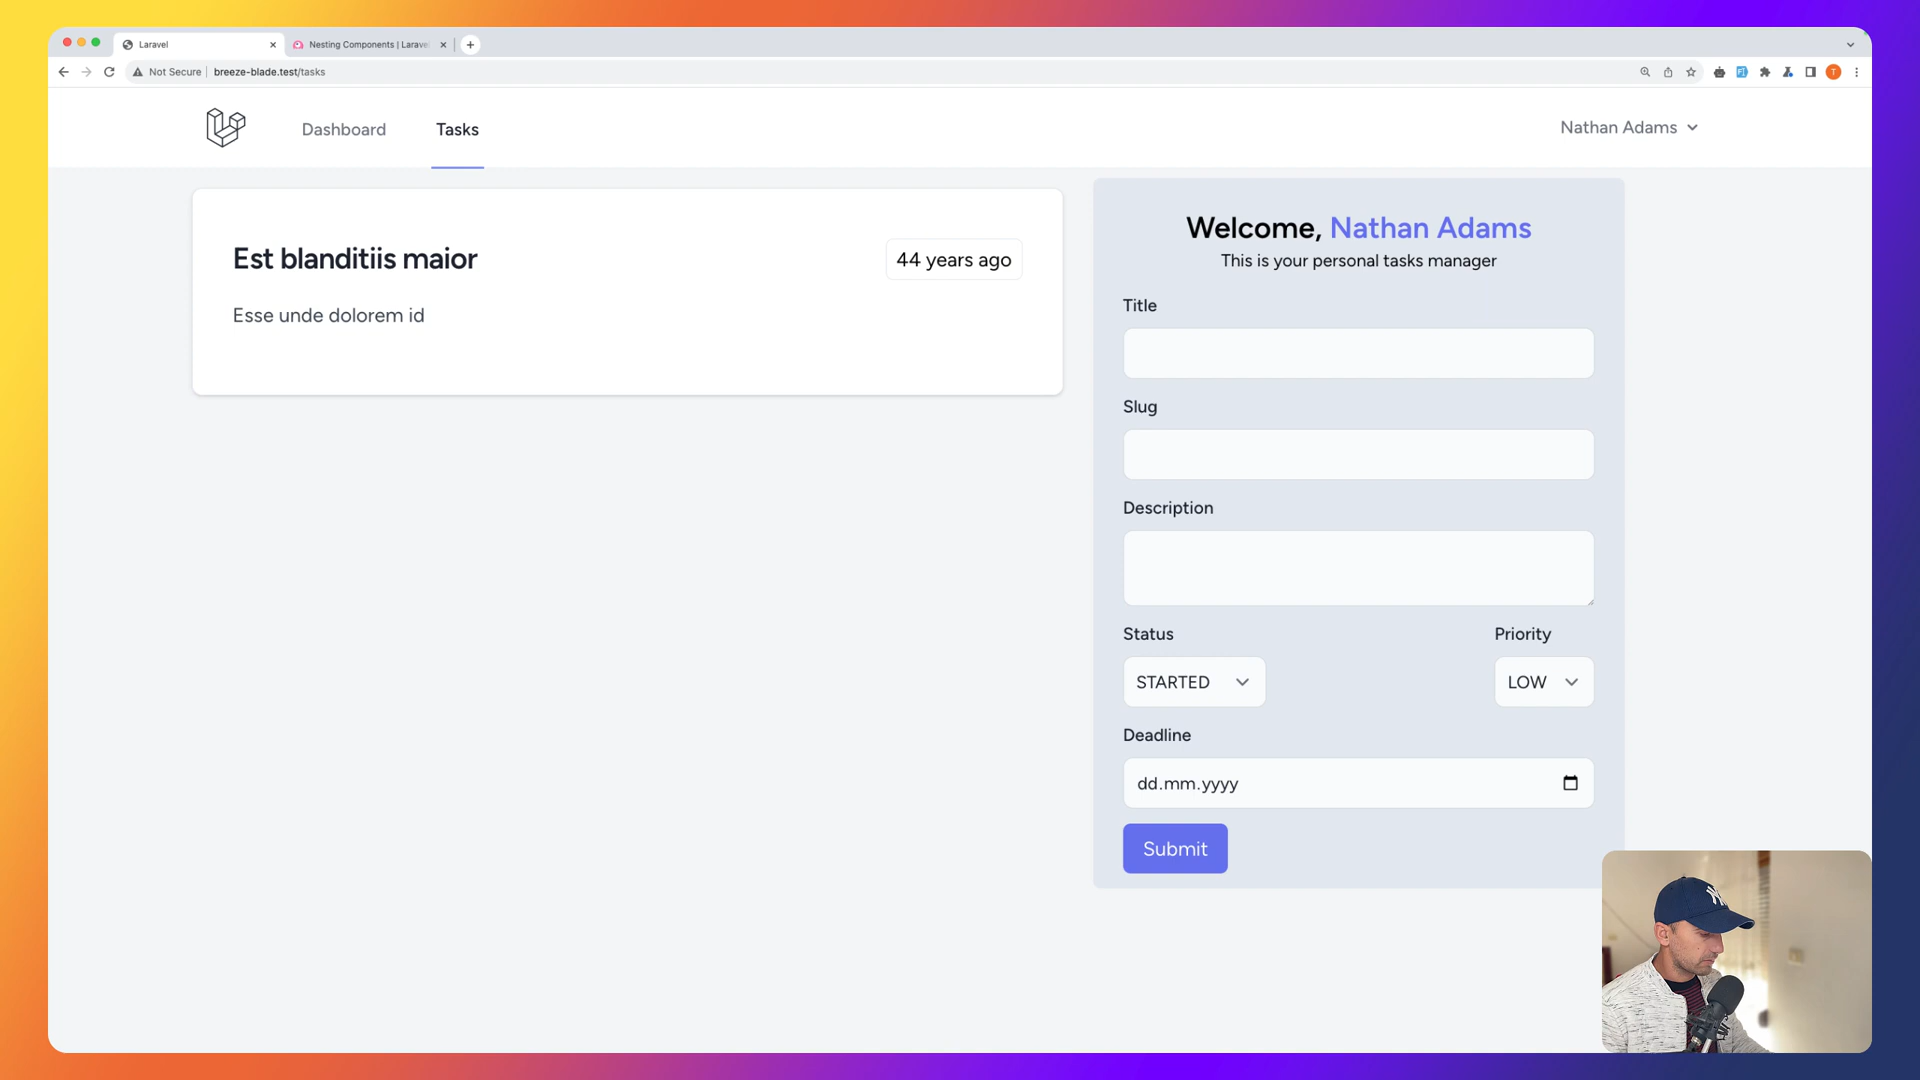 Laravel
Nesting Components | Larave
Not Secure
breeze-blade.test/tasks
T
Dashboard
Tasks
Nathan Adams
Est blanditiis maior
44 years ago
Esse unde dolorem id
Welcome, Nathan Adams
This is your personal tasks manager
Title
Slug
Description
Status
Priority
STARTED
LOW
Deadline
dd.mm.yyyy
Submit